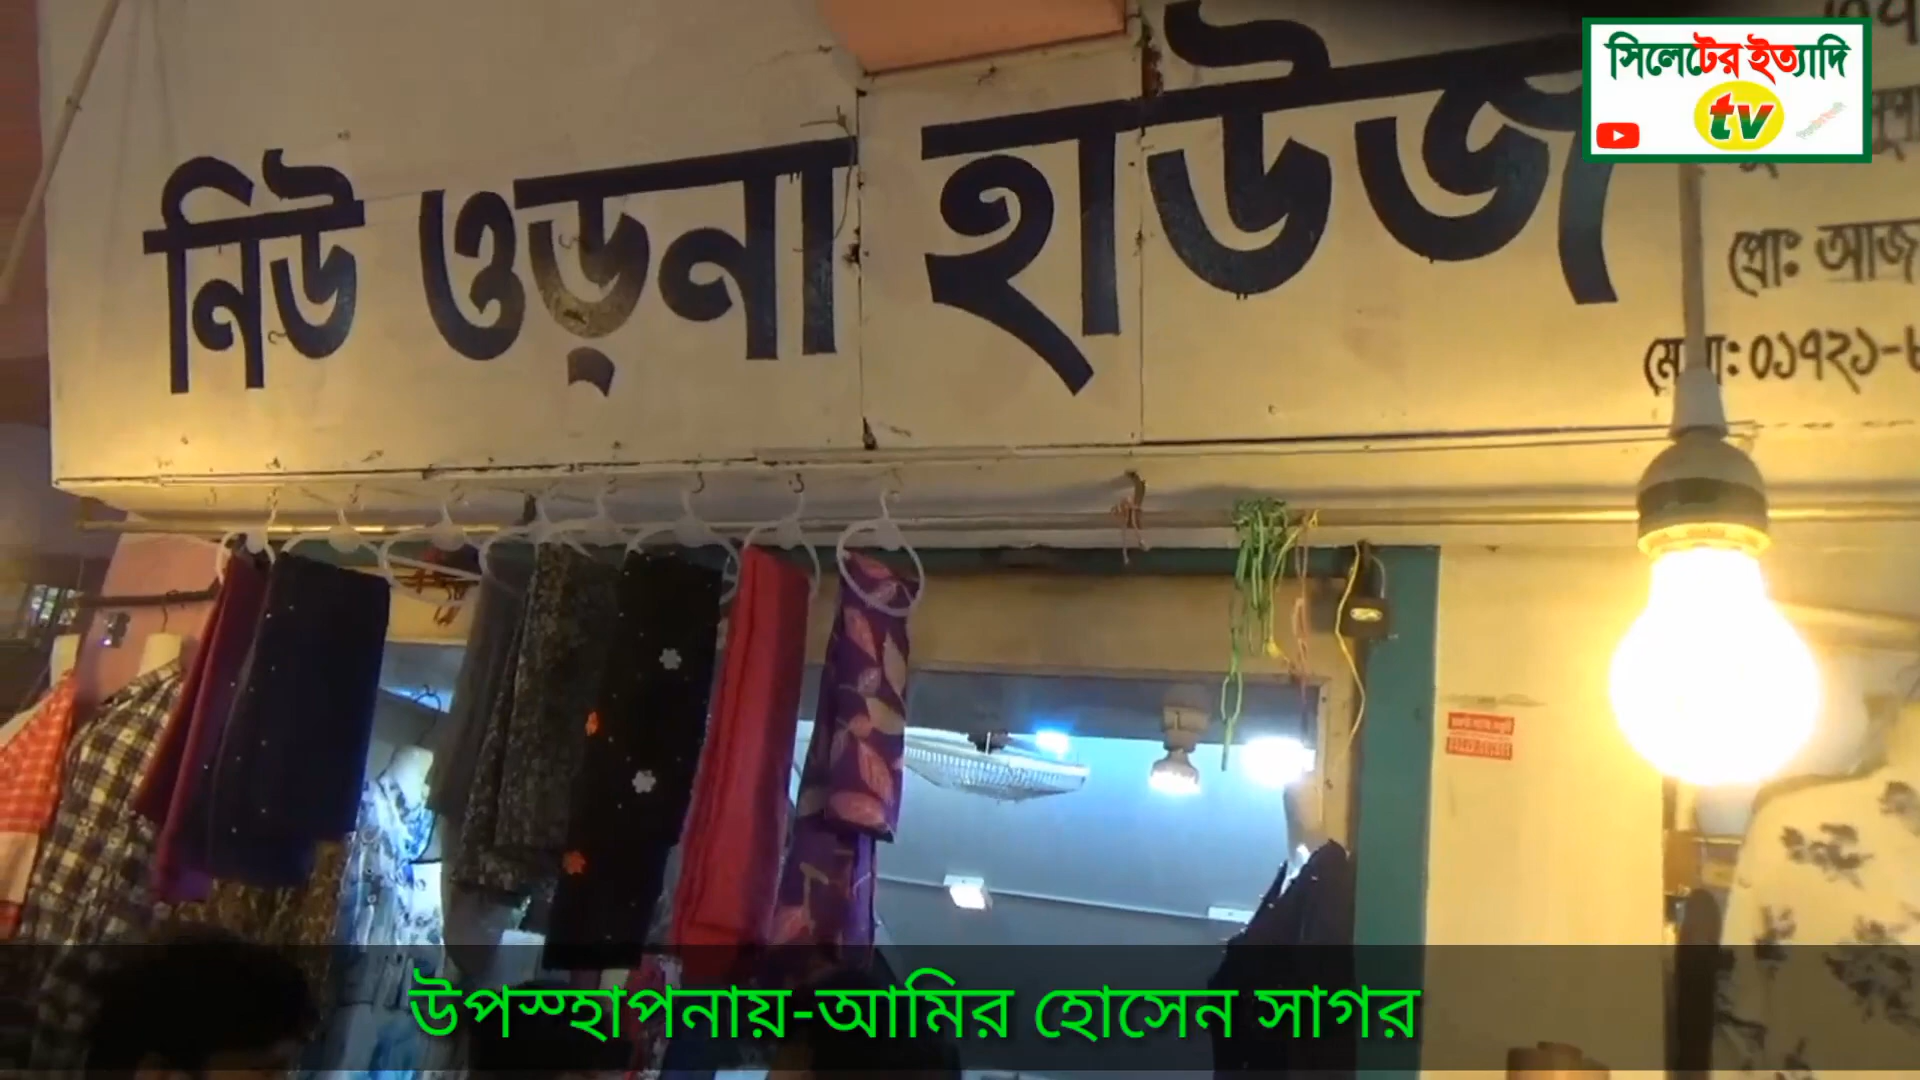 সিলেটের ইত্যাদি
tv
নিউ ওড়না হাউজ
প্রোঃ আজ
মোবা: ০১৭২১-৮
উপস্হাপনায়-আমির হোসেন সাগর